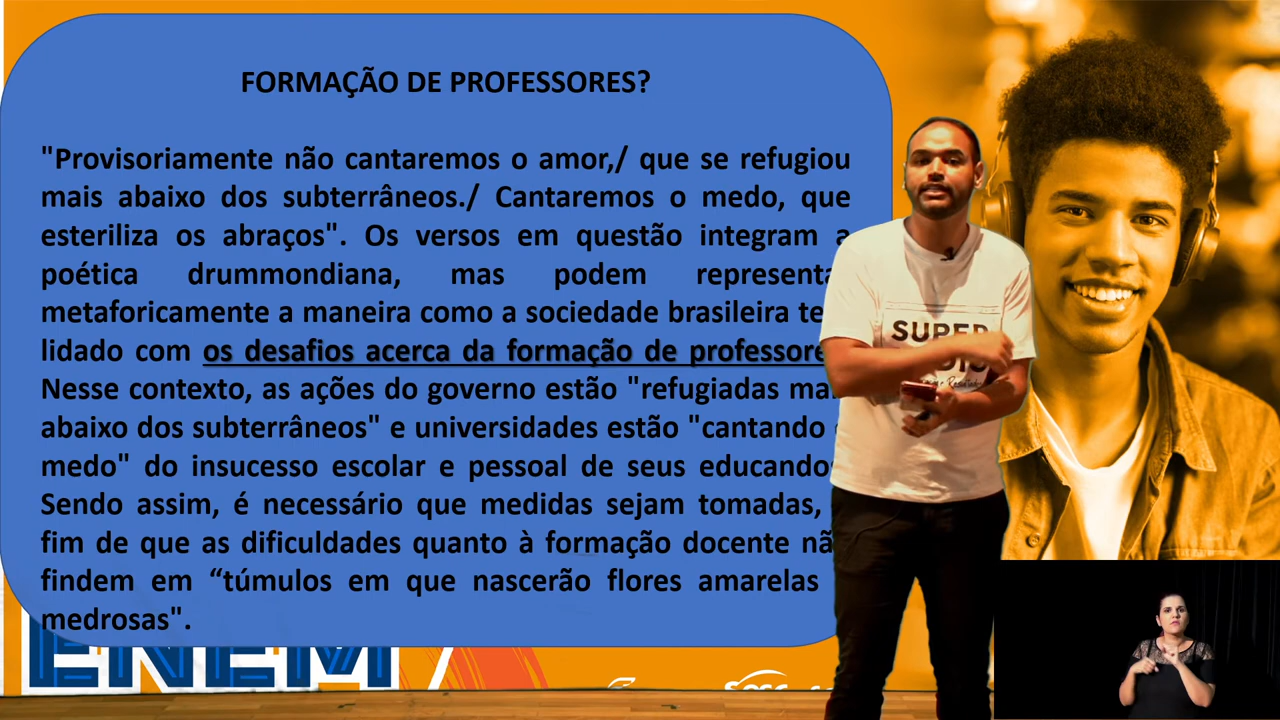 FORMAÇÃO DE PROFESSORES?
"Provisoriamente não cantaremos o amor,/ que se refugiou
mais abaixo dos subterrâneos./ Cantaremos o medo, que
esteriliza os abraços". Os versos em questão integram a
poética drummondiana, mas podem
metaforicamente a maneira como a sociedade brasileira
lidado com os desafios acerca da formação de
Nesse contexto, as ações do governo estão "refugiadas
abaixo dos subterrâneos" e universidades estão "cantando
medo" do insucesso escolar e pessoal de seus
Sendo assim, é necessário que medidas sejam tomadas,
fim de que as dificuldades quanto à formação docente
findem em “túmulos em que nascerão flores amarelas
medrosas".
SUPER
ENEM